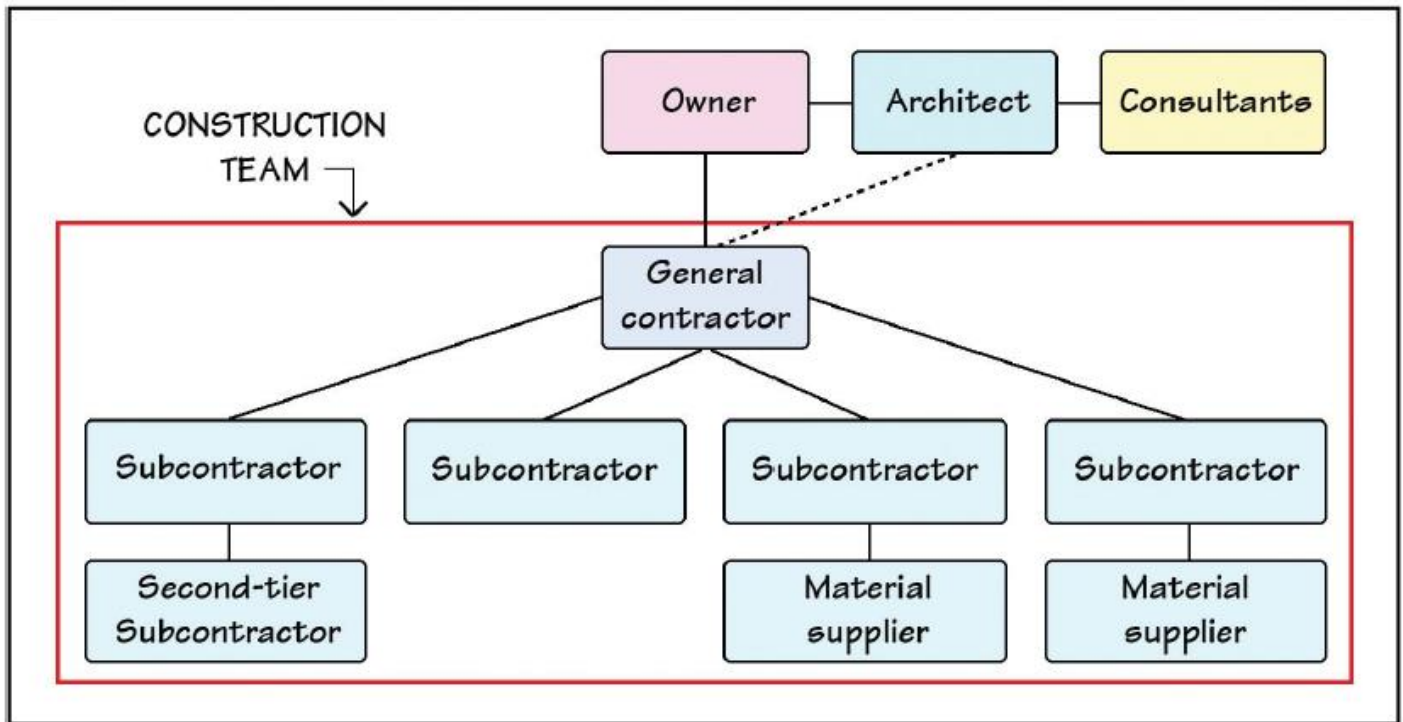 Owner
Architect
Consultants
CONSTRUCTION
TEAM
General
contractor
Subcontractor
Subcontractor
Subcontractor
Subcontractor
Second-tier
Subcontractor
Material
supplier
Material
supplier